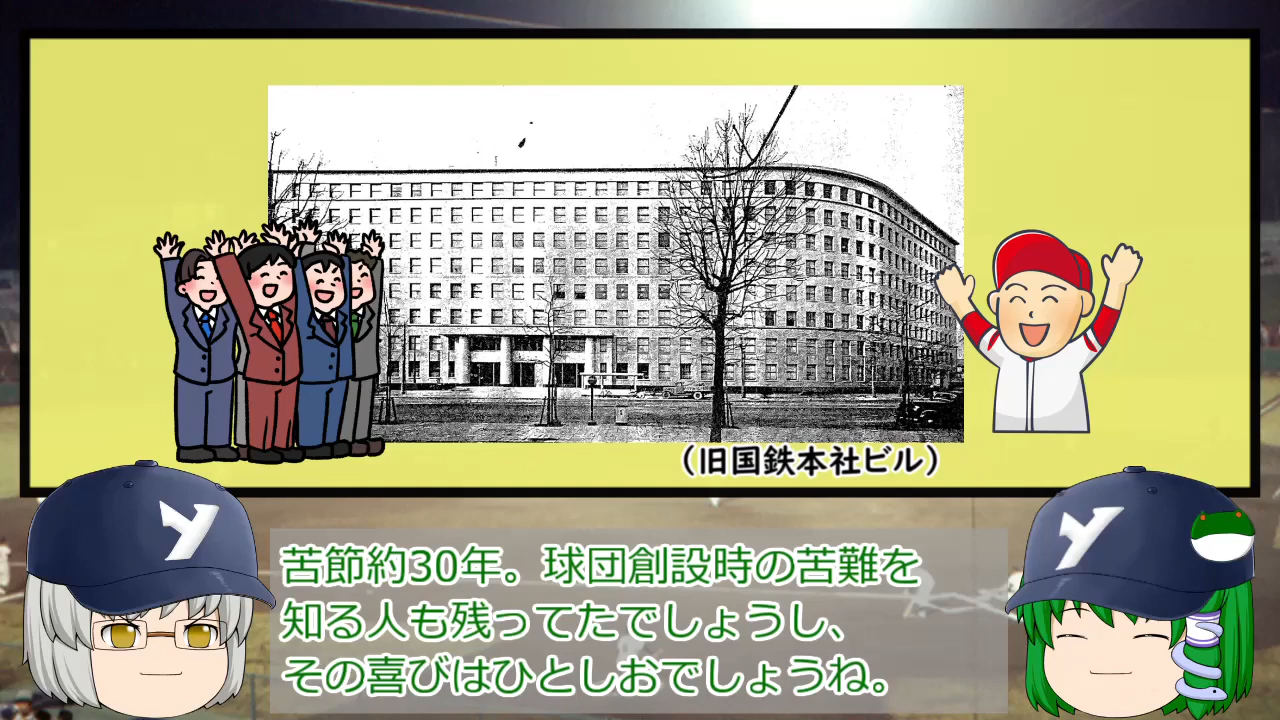 （旧国鉄本社ビル）
苦節約30年。球団創設時の苦難を
知る人も残ってたでしょうし、
その喜びはひとしおでしょうね。
Y
Y